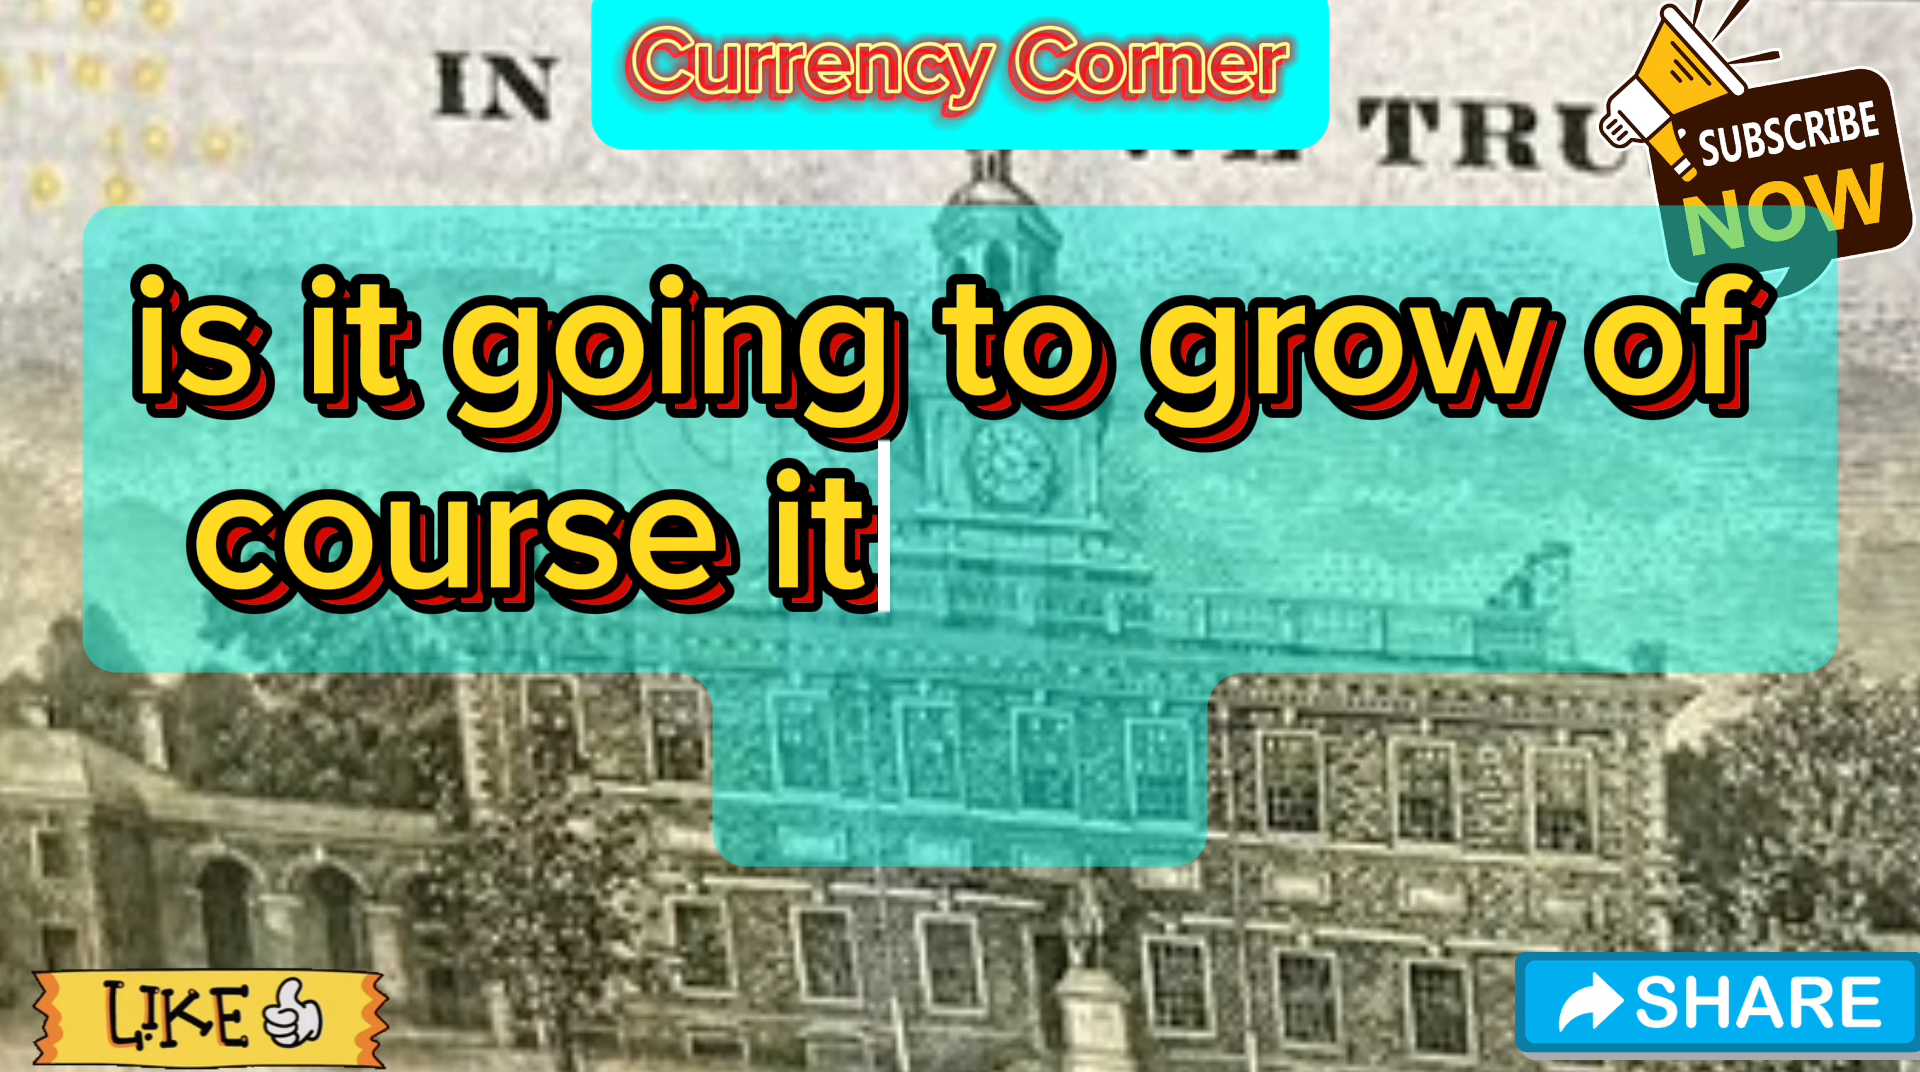 Currency Corner
IN
TRU
SUBSCRIBE
NOW
is it going to grow of
course it
LIKE
SHARE